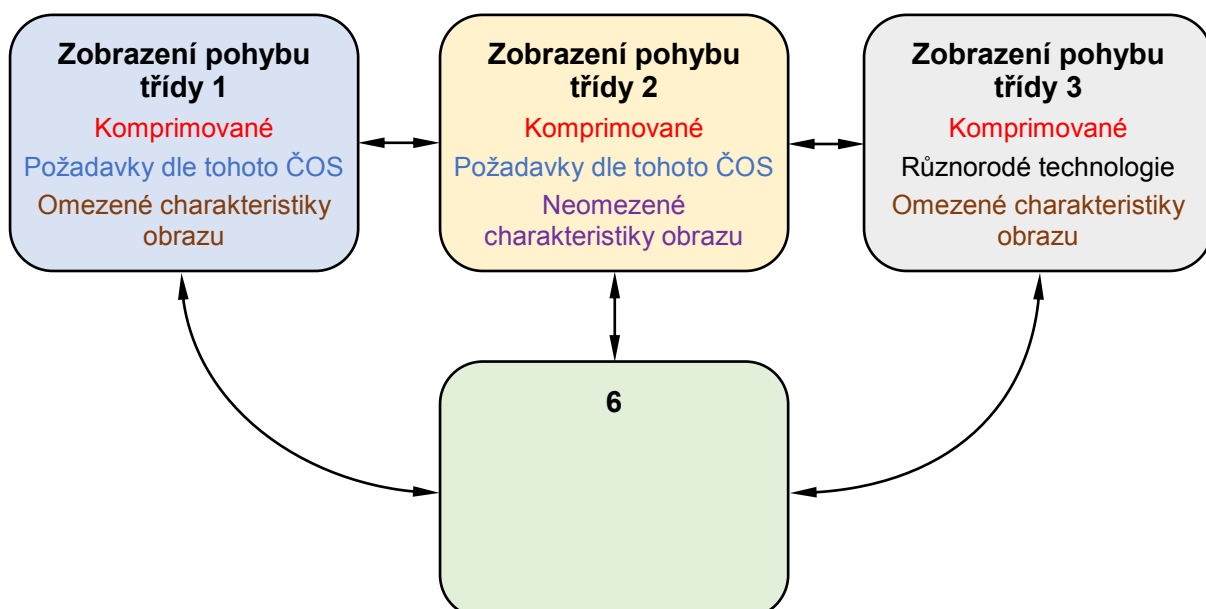 Zobrazení pohybu
třídy 1
Komprimované
Požadavky dle tohoto ČOS
Omezené charakteristiky
obrazu
Zobrazení pohybu
třídy 2
Komprimované
Požadavky dle tohoto ČOS
Neomezené
charakteristiky obrazu
Zobrazení pohybu
třídy 3
Komprimované
Různorodé technologie
Omezené charakteristiky
obrazu
6